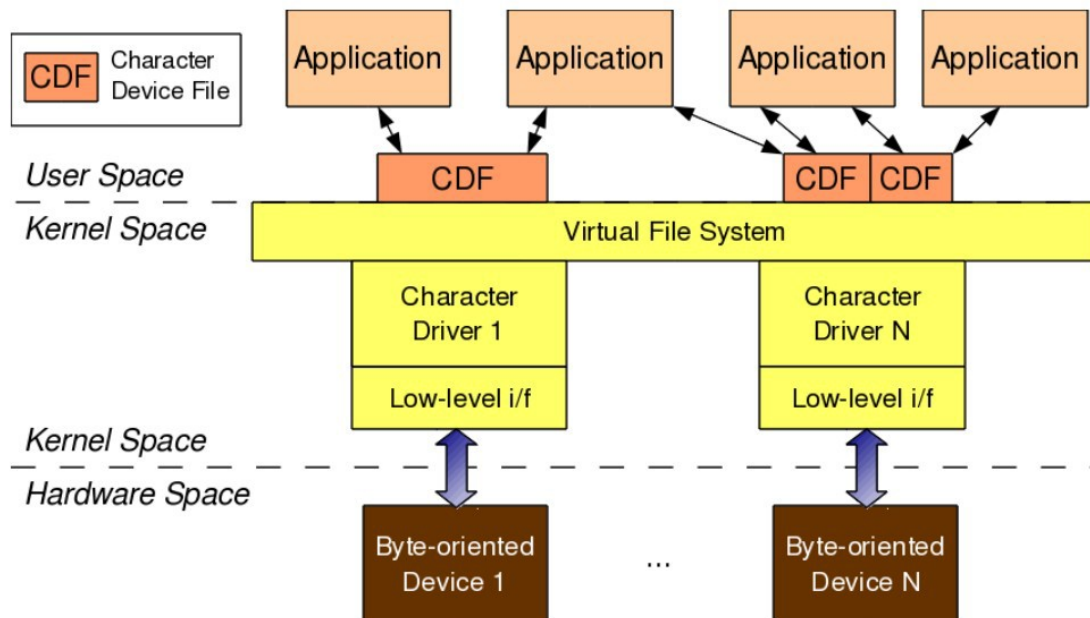 CDF
Character
Device File
Application
Application
Application
Application
User Space
CDF
CDF
CDF
Kernel Space
Virtual File System
Character
Driver 1
Character
Driver N
Low-level i/f
Low-level i/f
Kernel Space
Hardware Space
Byte-oriented
Device 1
...
Byte-oriented
Device N